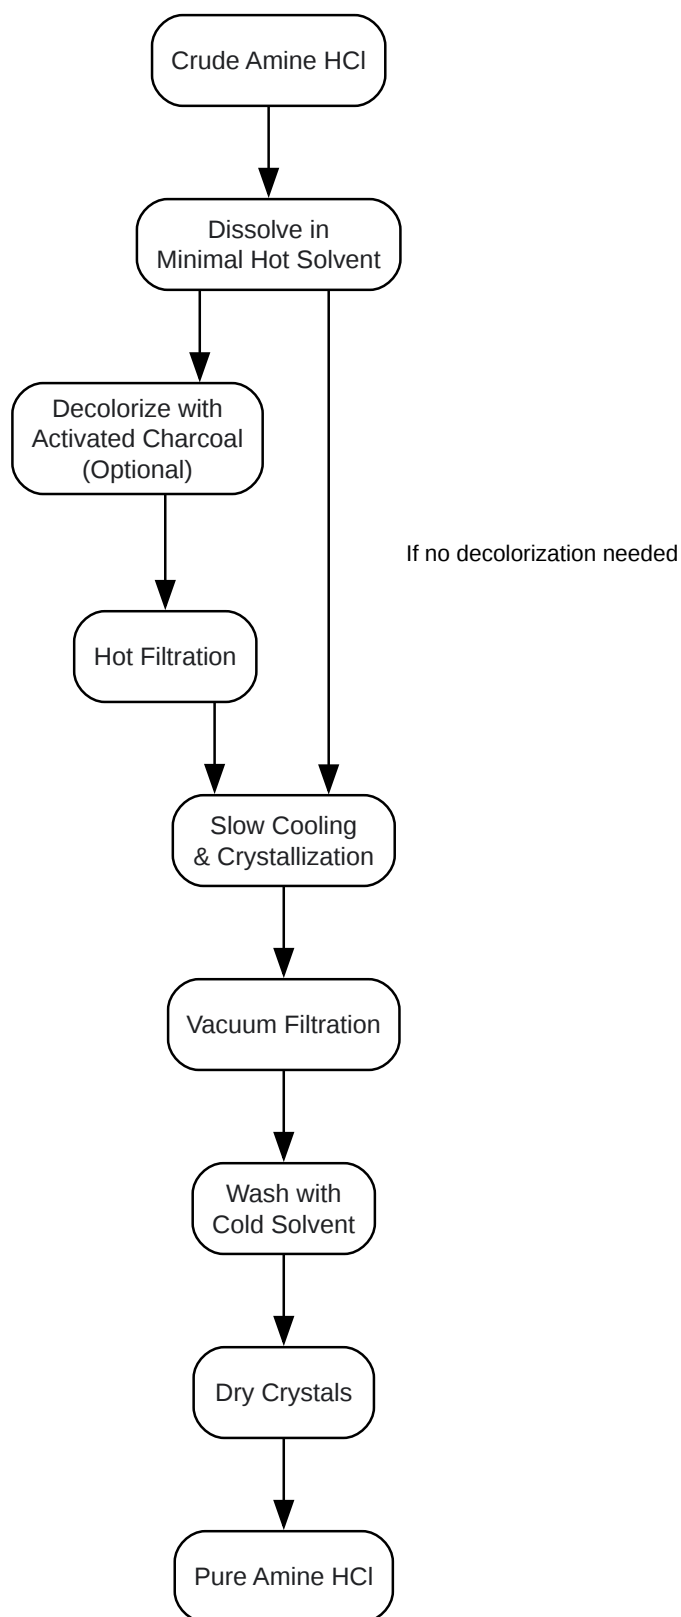 Crude Amine HCl
Dissolve in
Minimal Hot Solvent
Decolorize with
Activated Charcoal
(Optional)
If no decolorization needed
Hot Filtration
Slow Cooling
& Crystallization
Vacuum Filtration
Wash with
Cold Solvent
Dry Crystals
Pure Amine HCl